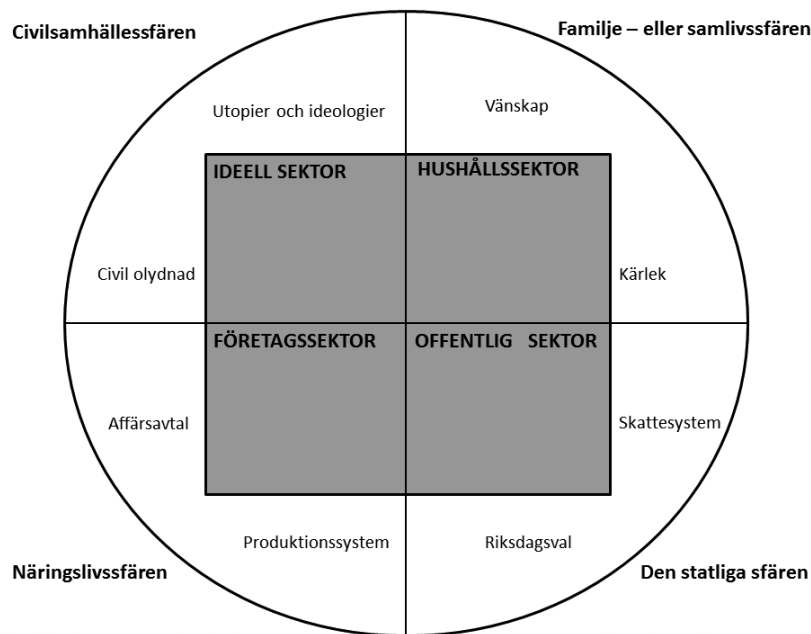 Civilsamhällessfären
Familje – eller samlivssfären
Utopier och ideologier
Vänskap
IDEELL SEKTOR
HUSHÅLLSSEKTOR
Civil olydnad
Kärlek
FÖRETAGSSEKTOR
OFFENTLIG SEKTOR
Affärsavtal
Skattesystem
Produktionssystem
Riksdagsval
Näringslivssfären
Den statliga sfären